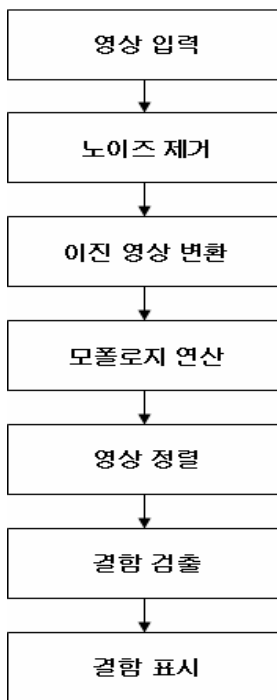 영상 입력
노이즈 제거
이진 영상 변환
모폴로지 연산
영상 정렬
결함 검출
결함 표시